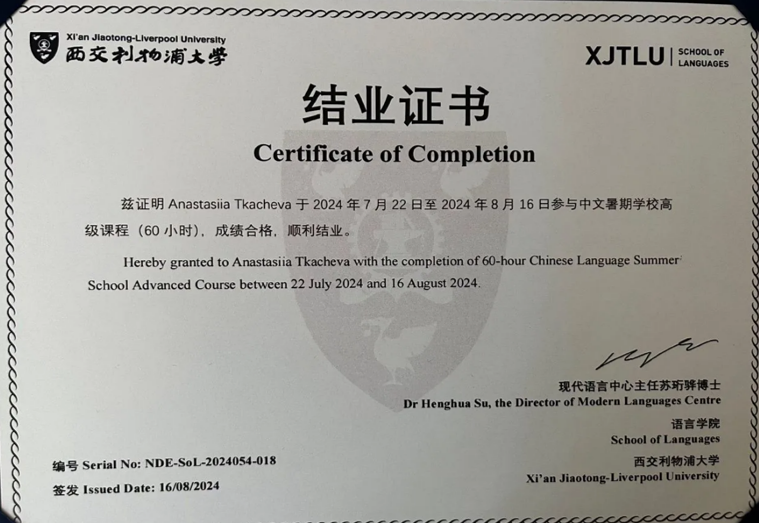 Xi'an Jiaotong-Liverpool University
西交利物浦大學
XJTLU
SCHOOL OF
LANGUAGES
结业证书
Certificate of Completion
兹证明 Anastasiia Tkacheva 于 2024 年 7 月 22 日至 2024 年 8 月 16 日参与中文暑期学校高
级课程（60 小时），成绩合格，顺利结业。
Hereby granted to Anastasiia Tkacheva with the completion of 60-hour Chinese Language Summer
School Advanced Course between 22 July 2024 and 16 August 2024.
现代语言中心主任苏珩骅博士
Dr Henghua Su, the Director of Modern Languages Centre
语言学院
School of Languages
西交利物浦大学
Xi'an Jiaotong-Liverpool University
编号 Serial No: NDE-SoL-2024054-018
签发 Issued Date: 16/08/2024